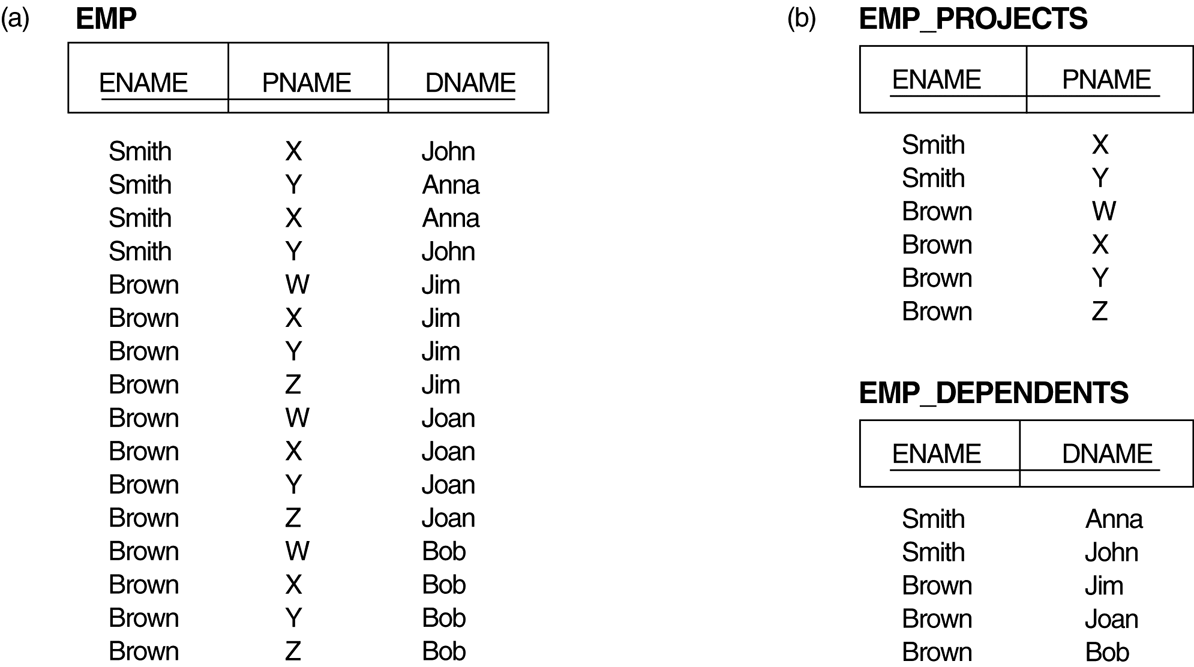 (a) EMP
ENAME PNAME DNAME
Smith X John
Smith Y Anna
Smith X Anna
Smith Y John
Brown W Jim
Brown X Jim
Brown Y Jim
Brown Z Jim
Brown W Joan
Brown X Joan
Brown Y Joan
Brown Z Joan
Brown W Bob
Brown X Bob
Brown Y Bob
Brown Z Bob
(b) EMP_PROJECTS
ENAME PNAME
Smith X
Smith Y
Brown W
Brown X
Brown Y
Brown Z
EMP_DEPENDENTS
ENAME DNAME
Smith Anna
Smith John
Brown Jim
Brown Joan
Brown Bob